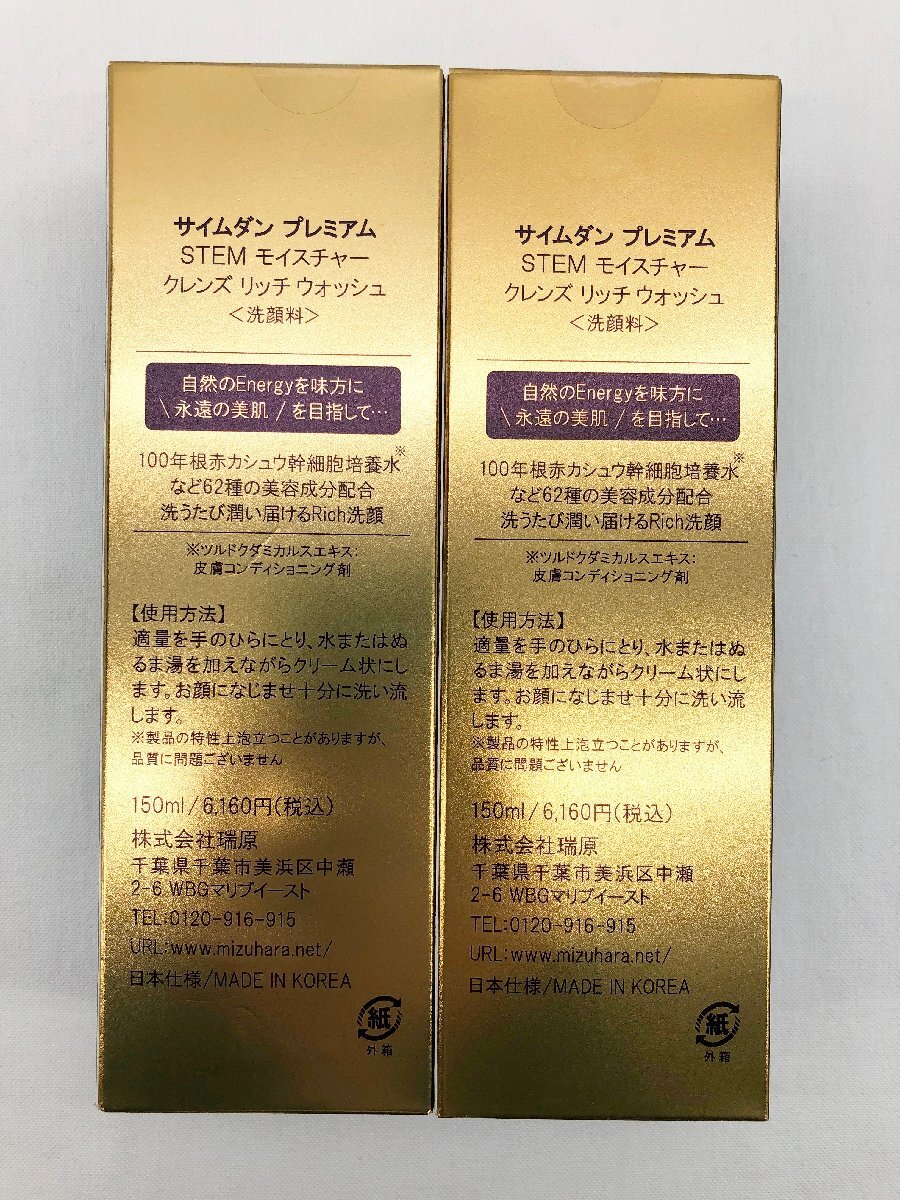 サイムダン プレミアム
STEM モイスチャー
クレンズ リッチ ウォッシュ
<洗顔料>
自然のEnergyを味方に
\ 永遠の美肌 / を目指して…
100年根赤カシュウ幹細胞培養水※
など62種の美容成分配合
洗うたび潤い届けるRich洗顔
※ツルドクダミカルスエキス:
皮膚コンディショニング剤
【使用方法】
適量を手のひらにとり、水またはぬ
るま湯を加えながらクリーム状にし
ます。お顔になじませ十分に洗い流
します。
※製品の特性上泡立つことがありますが、
品質に問題ございません
150ml/6,160円(税込)
株式会社瑞原
千葉県千葉市美浜区中瀬
2-6 WBGマリブイースト
TEL:0120-916-915
URL:www.mizuhara.net/
日本仕様/MADE IN KOREA
紙
外箱
サイムダン プレミアム
STEM モイスチャー
クレンズ リッチ ウォッシュ
<洗顔料>
自然のEnergyを味方に
\ 永遠の美肌 / を目指して…
100年根赤カシュウ幹細胞培養水※
など62種の美容成分配合
洗うたび潤い届けるRich洗顔
※ツルドクダミカルスエキス:
皮膚コンディショニング剤
【使用方法】
適量を手のひらにとり、水またはぬ
るま湯を加えながらクリーム状にし
ます。お顔になじませ十分に洗い流
します。
※製品の特性上泡立つことがありますが、
品質に問題ございません
150ml/6,160円(税込)
株式会社瑞原
千葉県千葉市美浜区中瀬
2-6 WBGマリブイースト
TEL:0120-916-915
URL:www.mizuhara.net/
日本仕様/MADE IN KOREA
紙
外箱